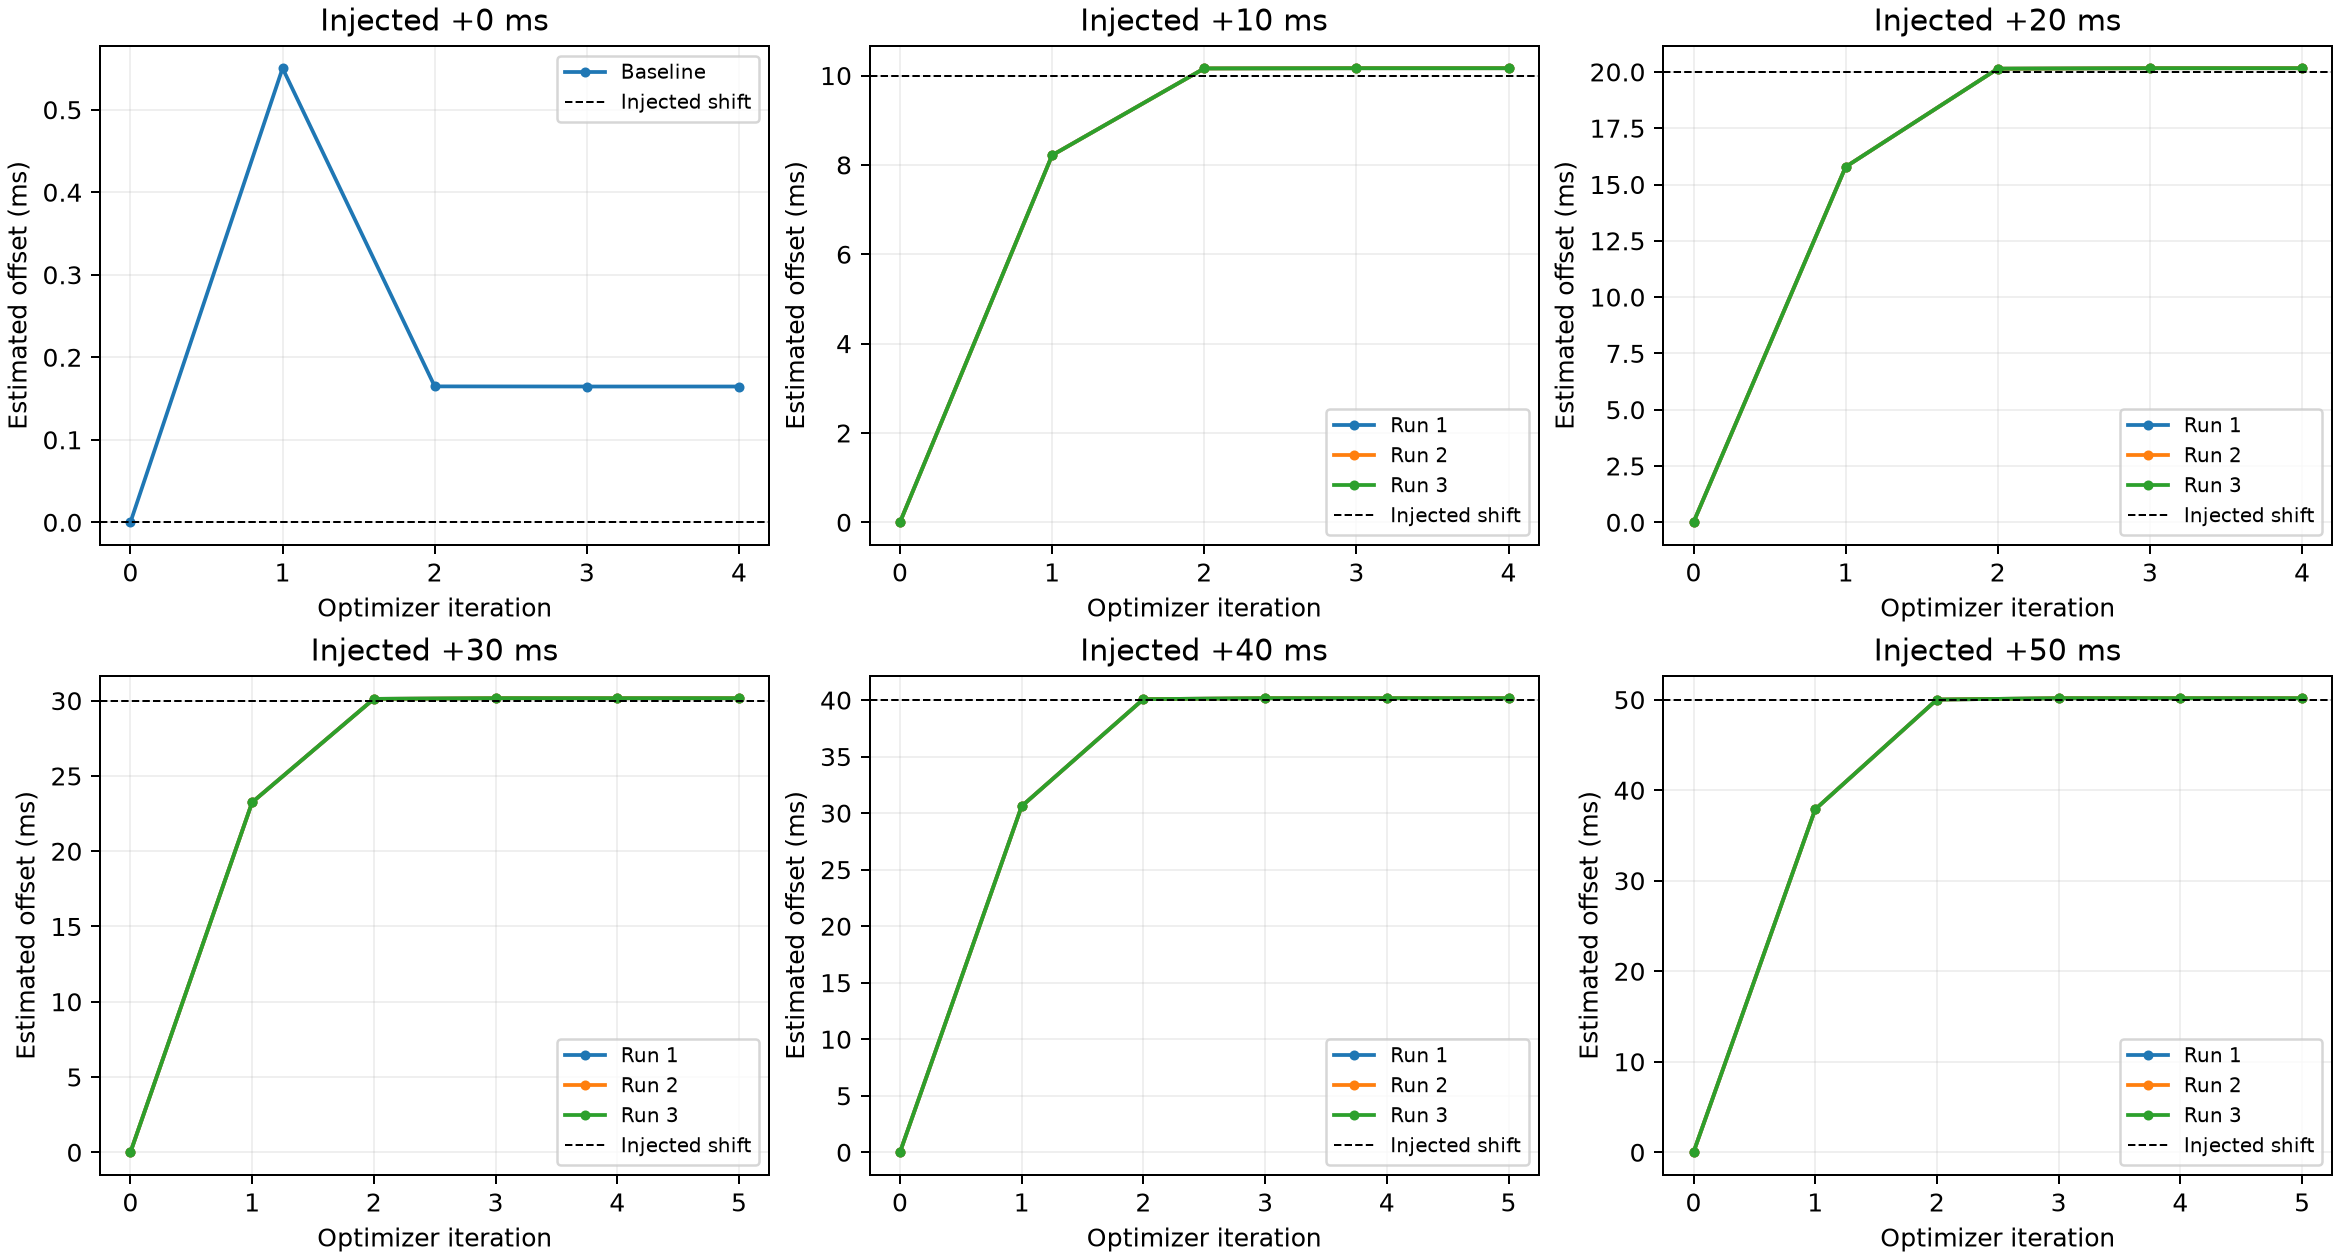 Injected +0 ms
Estimated offset (ms)
0.5
0.4
0.3
0.2
0.1
0.0
Baseline
Injected shift
0 1 2 3 4
Optimizer iteration
Injected +10 ms
Estimated offset (ms)
10
8
6
4
2
0
Run 1
Run 2
Run 3
Injected shift
0 1 2 3 4
Optimizer iteration
Injected +20 ms
Estimated offset (ms)
20.0
17.5
15.0
12.5
10.0
7.5
5.0
2.5
0.0
Run 1
Run 2
Run 3
Injected shift
0 1 2 3 4
Optimizer iteration
Injected +30 ms
Estimated offset (ms)
30
25
20
15
10
5
0
Run 1
Run 2
Run 3
Injected shift
0 1 2 3 4 5
Optimizer iteration
Injected +40 ms
Estimated offset (ms)
40
35
30
25
20
15
10
5
0
Run 1
Run 2
Run 3
Injected shift
0 1 2 3 4 5
Optimizer iteration
Injected +50 ms
Estimated offset (ms)
50
40
30
20
10
0
Run 1
Run 2
Run 3
Injected shift
0 1 2 3 4 5
Optimizer iteration